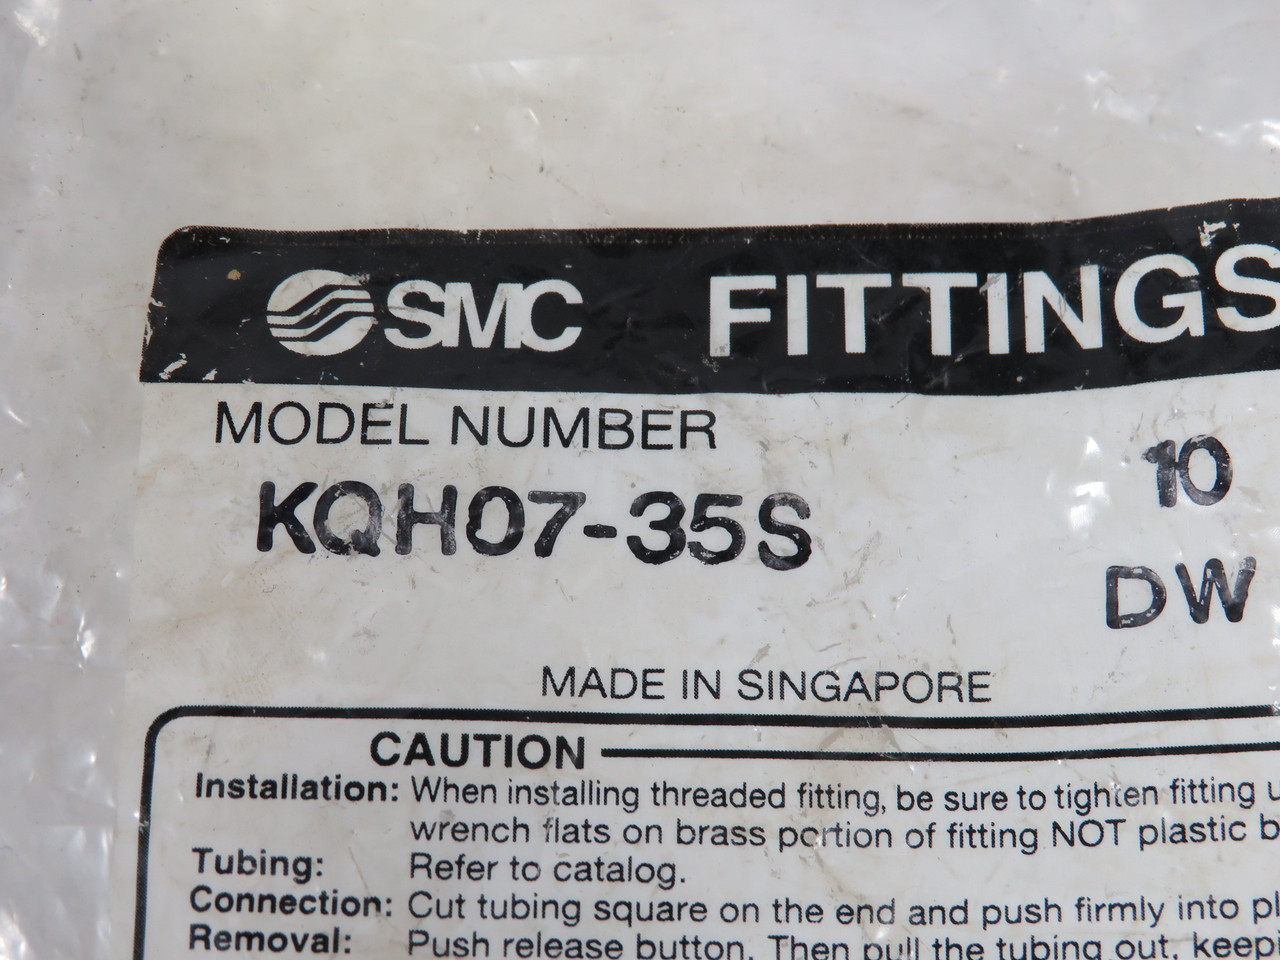 SMC FITTINGS
MODEL NUMBER
10
KQH07-35S
DW
MADE IN SINGAPORE
CAUTION
Installation: When installing threaded fitting, be sure to tighten fitting
wrench flats on brass portion of fitting NOT plastic
Tubing: Refer to catalog.
Connection: Cut tubing square on the end and push firmly into
Removal: Push release button. Then pull the tubing out,